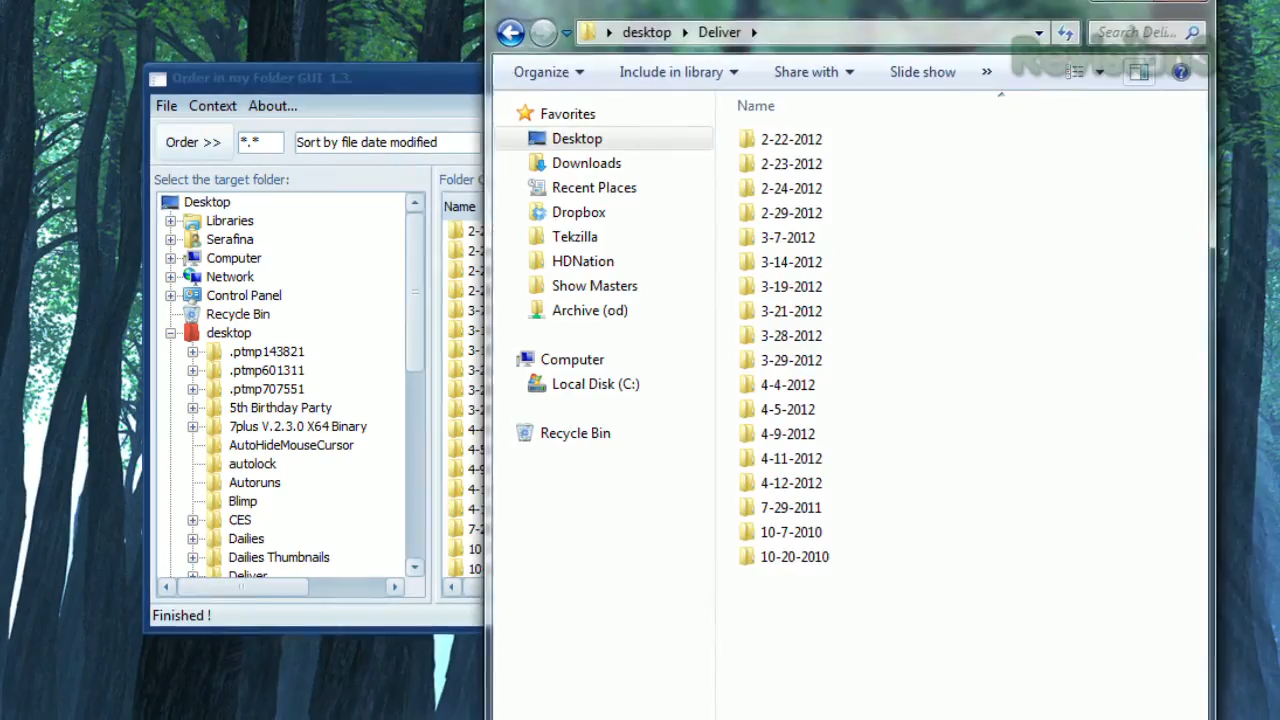 Order in my Folder GUI 1.3.
File Context About...
Order >> *.* Sort by file date modified
Select the target folder:
Desktop
Libraries
Serafina
Computer
Network
Control Panel
Recycle Bin
desktop
.ptmp143821
.ptmp601311
.ptmp707551
5th Birthday Party
7plus V.2.3.0 X64 Binary
AutoHideMouseCursor
autolock
Autoruns
Blimp
CES
Dailies
Dailies Thumbnails
Deliver
Finished !
Name
desktop Deliver
Search Deli...
Organize Include in library Share with Slide show »
Favorites
Desktop
Downloads
Recent Places
Dropbox
Tekzilla
HDNation
Show Masters
Archive (od)
Computer
Local Disk (C:)
Recycle Bin
Name
2-22-2012
2-23-2012
2-24-2012
2-29-2012
3-7-2012
3-14-2012
3-19-2012
3-21-2012
3-28-2012
3-29-2012
4-4-2012
4-5-2012
4-9-2012
4-11-2012
4-12-2012
7-29-2011
10-7-2010
10-20-2010